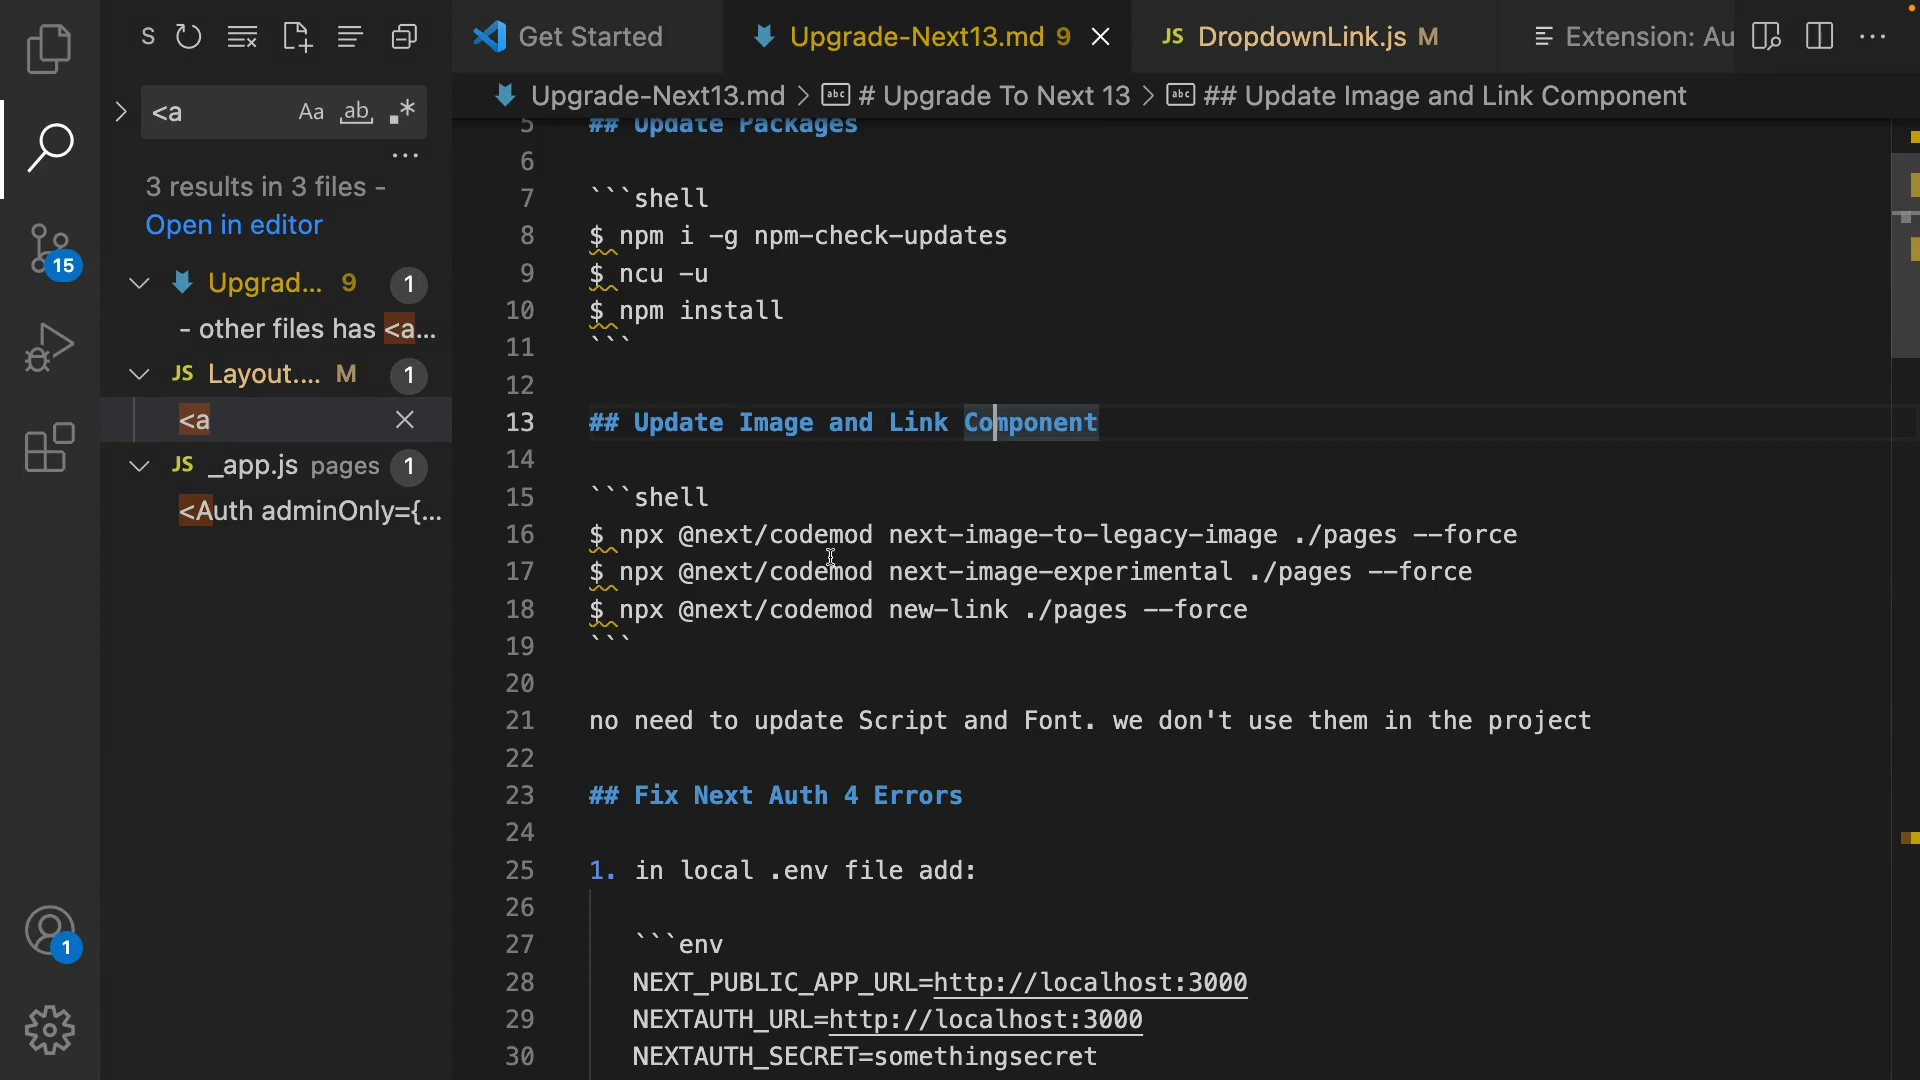 S
Get Started
Upgrade-Next13.md 9
JS DropdownLink.js M
Extension: Au
Upgrade-Next13.md > # Upgrade To Next 13 > ## Update Image and Link Component
<a
Aa
ab
3 results in 3 files -
Open in editor
Upgrad... 9 1
- other files has <a...
JS Layout.... M 1
<a
JS _app.js pages 1
<Auth adminOnly={...
15
1
5 ## Update Packages
6
7 ```shell
8 $ npm i -g npm-check-updates
9 $ ncu -u
10 $ npm install
11 ```
12
13 ## Update Image and Link Component
14
15 ```shell
16 $ npx @next/codemod next-image-to-legacy-image ./pages --force
17 $ npx @next/codemod next-image-experimental ./pages --force
18 $ npx @next/codemod new-link ./pages --force
19 ```
20
21 no need to update Script and Font. we don't use them in the project
22
23 ## Fix Next Auth 4 Errors
24
25 1. in local .env file add:
26
27 ```env
28 NEXT_PUBLIC_APP_URL=http://localhost:3000
29 NEXTAUTH_URL=http://localhost:3000
30 NEXTAUTH_SECRET=somethingsecret